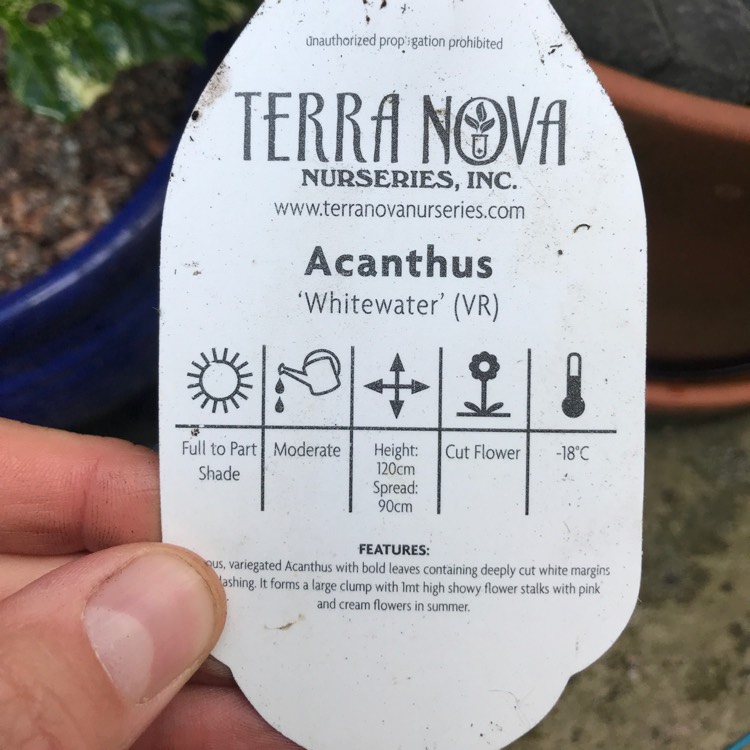 unauthorized propagation prohibited
TERRA NOVA
NURSERIES, INC.
www.terranovanurseries.com
Acanthus
'Whitewater' (VR)
Full to Part
Shade
Moderate
Height:
120cm
Spread:
90cm
Cut Flower
-18°C
FEATURES:
variegated Acanthus with bold leaves containing deeply cut white margins
It forms a large clump with 1mt high showy flower stalks with pink
and cream flowers in summer.